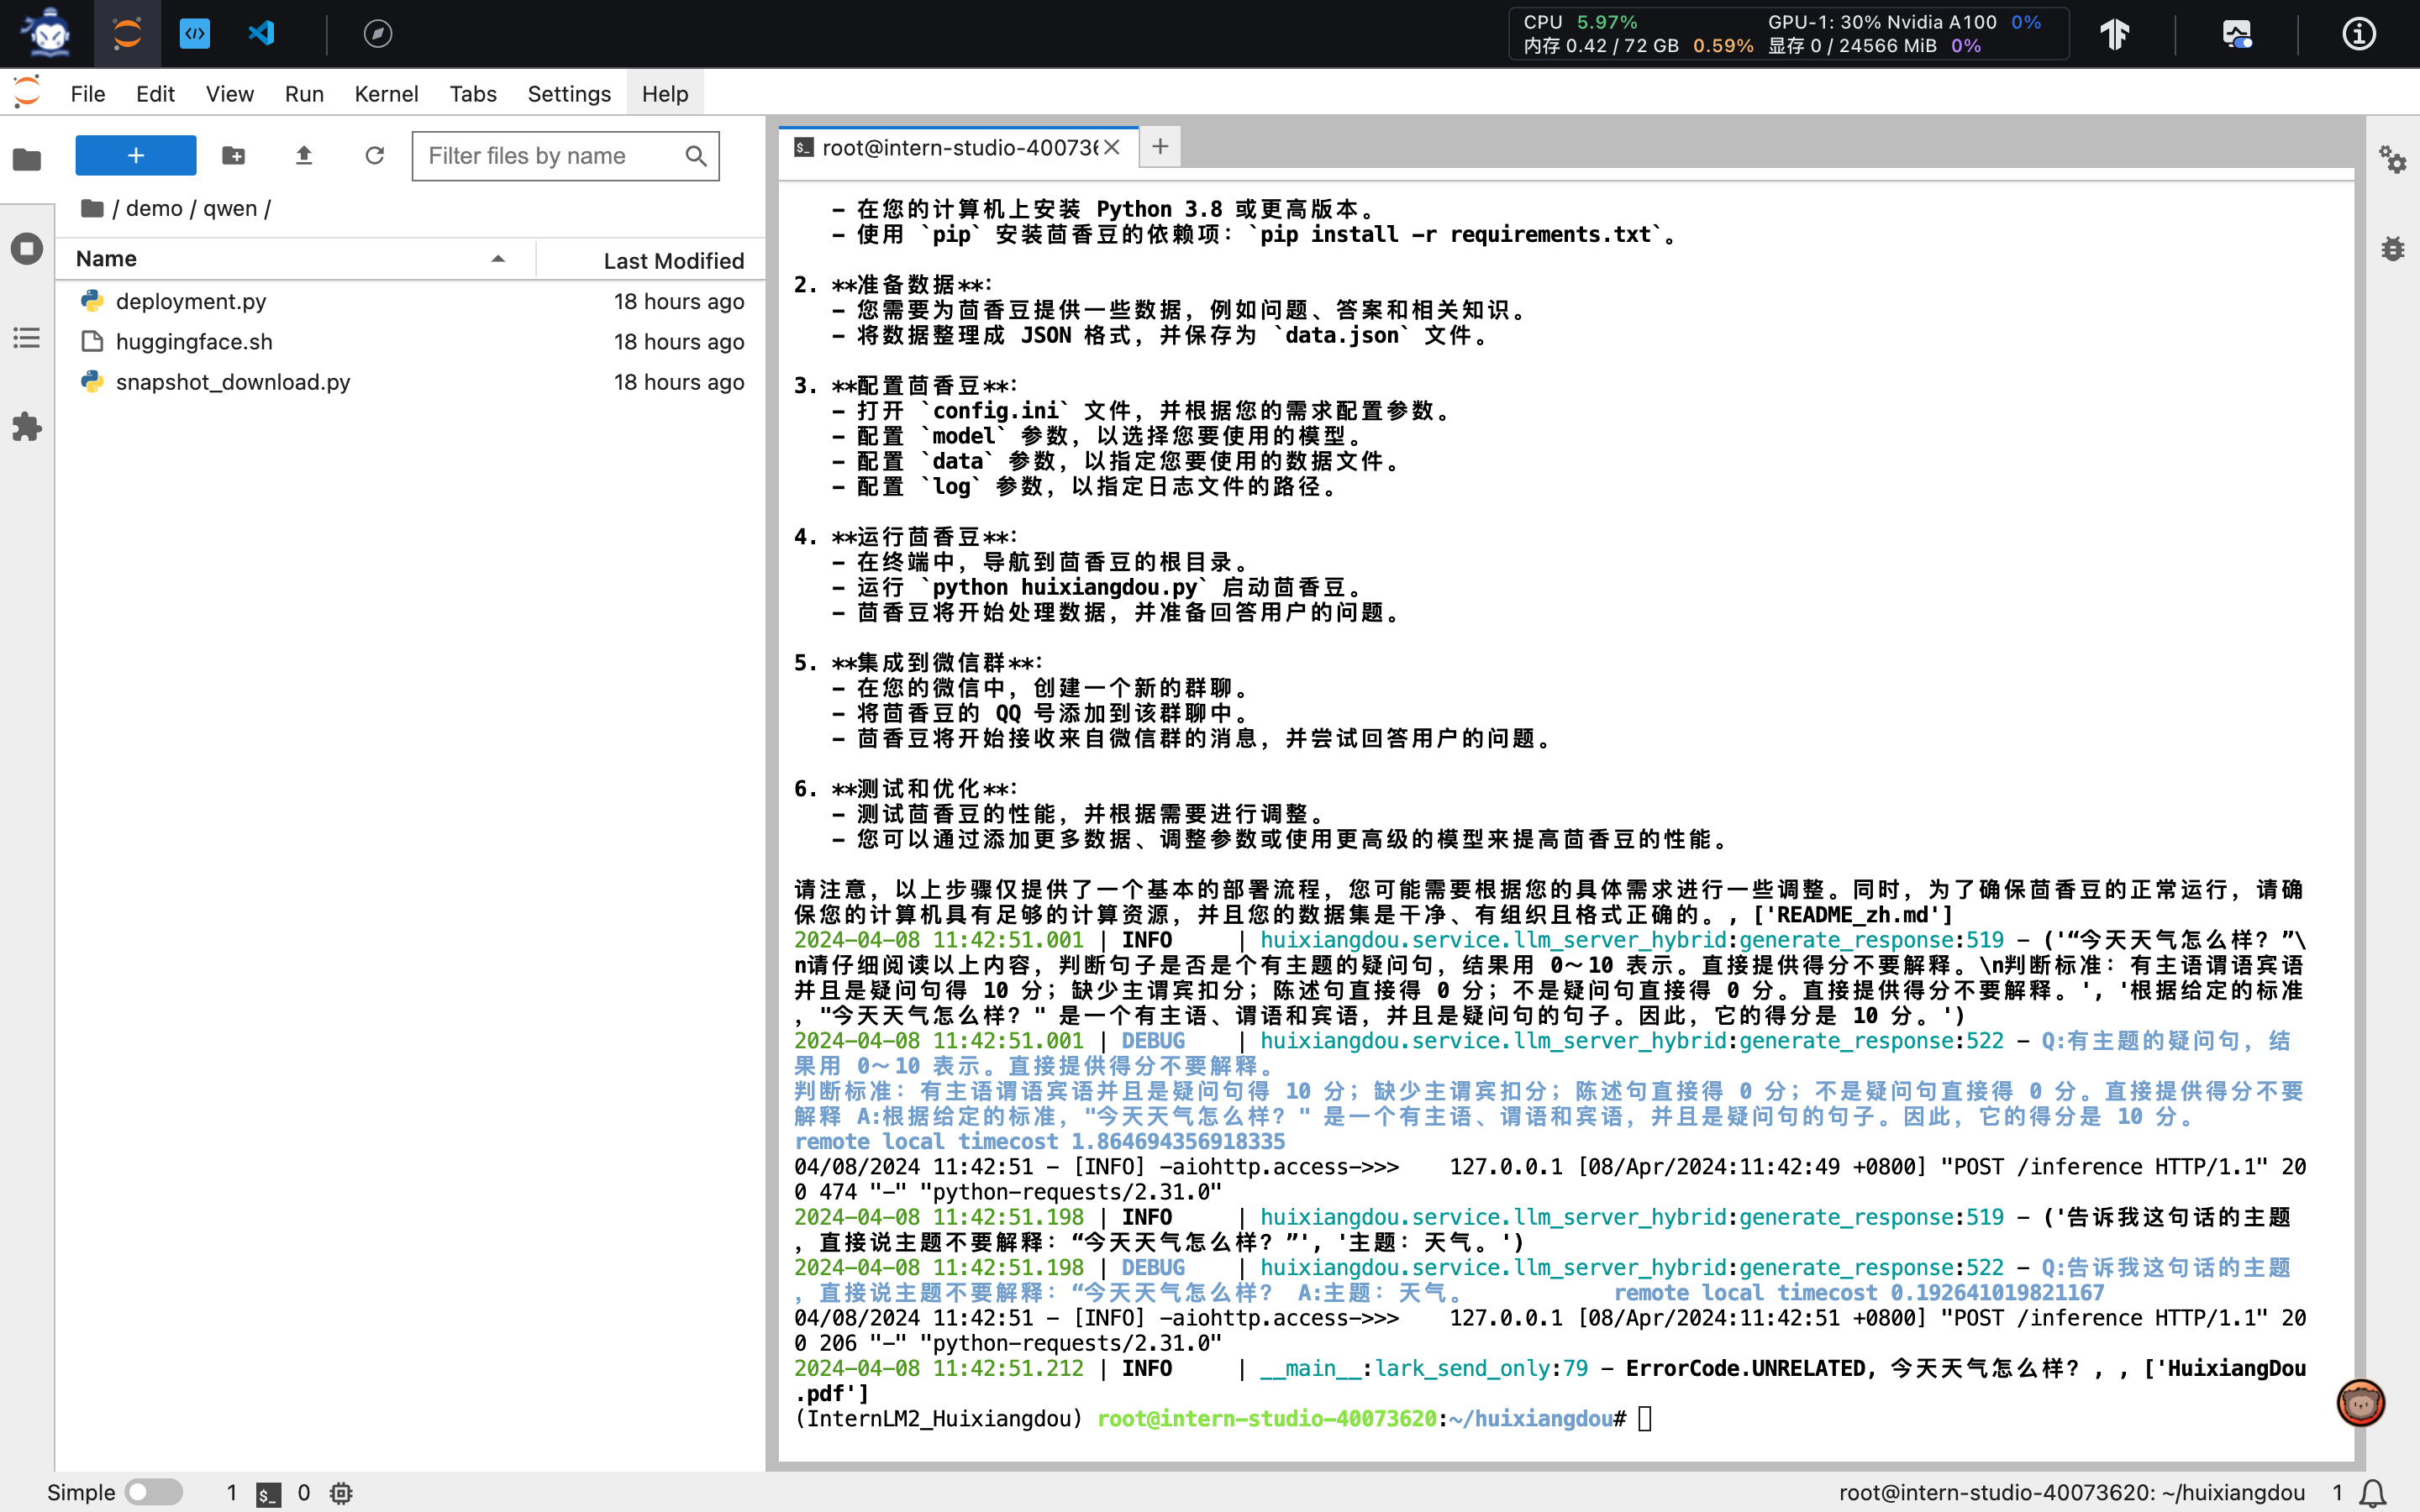 CPU 5.97% GPU-1: 30% Nvidia A100 0%
内存 0.42 / 72 GB 0.59% 显存 0 / 24566 MiB 0%
File Edit View Run Kernel Tabs Settings Help
+
Filter files by name
/ demo / qwen /
Name Last Modified
deployment.py 18 hours ago
huggingface.sh 18 hours ago
snapshot_download.py 18 hours ago
root@intern-studio-40073
- 在您的计算机上安装 Python 3.8 或更高版本。
- 使用 `pip` 安装茴香豆的依赖项：`pip install -r requirements.txt`。
2. **准备数据**：
- 您需要为茴香豆提供一些数据，例如问题、答案和相关知识。
- 将数据整理成 JSON 格式，并保存为 `data.json` 文件。
3. **配置茴香豆**：
- 打开 `config.ini` 文件，并根据您的需求配置参数。
- 配置 `model` 参数，以选择您要使用的模型。
- 配置 `data` 参数，以指定您要使用的数据文件。
- 配置 `log` 参数，以指定日志文件的路径。
4. **运行茴香豆**：
- 在终端中，导航到茴香豆的根目录。
- 运行 `python huixiangdou.py` 启动茴香豆。
- 茴香豆将开始处理数据，并准备回答用户的问题。
5. **集成到微信群**：
- 在您的微信中，创建一个新的群聊。
- 将茴香豆的 QQ 号添加到该群聊中。
- 茴香豆将开始接收来自微信群的消息，并尝试回答用户的问题。
6. **测试和优化**：
- 测试茴香豆的性能，并根据需要进行调整。
- 您可以通过添加更多数据、调整参数或使用更高级的模型来提高茴香豆的性能。
请注意，以上步骤仅提供了一个基本的部署流程，您可能需要根据您的具体需求进行一些调整。同时，为了确保茴香豆的正常运行，请确
保您的计算机具有足够的计算资源，并且您的数据集是干净、有组织且格式正确的。, ['README_zh.md']
2024-04-08 11:42:51.001 | INFO | huixiangdou.service.llm_server_hybrid:generate_response:519 - ('“今天天气怎么样？”\
n请仔细阅读以上内容，判断句子是否是个有主题的疑问句，结果用 0～10 表示。直接提供得分不要解释。\n判断标准：有主语谓语宾语
并且是疑问句得 10 分；缺少主谓宾扣分；陈述句直接得 0 分；不是疑问句直接得 0 分。直接提供得分不要解释。', '根据给定的标准
，"今天天气怎么样？" 是一个有主语、谓语和宾语，并且是疑问句的句子。因此，它的得分是 10 分。')
2024-04-08 11:42:51.001 | DEBUG | huixiangdou.service.llm_server_hybrid:generate_response:522 - Q:有主题的疑问句，结
果用 0～10 表示。直接提供得分不要解释。
判断标准：有主语谓语宾语并且是疑问句得 10 分；缺少主谓宾扣分；陈述句直接得 0 分；不是疑问句直接得 0 分。直接提供得分不要
解释 A:根据给定的标准，"今天天气怎么样？" 是一个有主语、谓语和宾语，并且是疑问句的句子。因此，它的得分是 10 分。
remote local timecost 1.864694356918335
04/08/2024 11:42:51 - [INFO] -aiohttp.access->>> 127.0.0.1 [08/Apr/2024:11:42:49 +0800] "POST /inference HTTP/1.1" 20
0 474 "-" "python-requests/2.31.0"
2024-04-08 11:42:51.198 | INFO | huixiangdou.service.llm_server_hybrid:generate_response:519 - ('告诉我这句话的主题
，直接说主题不要解释：“今天天气怎么样？”', '主题：天气。')
2024-04-08 11:42:51.198 | DEBUG | huixiangdou.service.llm_server_hybrid:generate_response:522 - Q:告诉我这句话的主题
，直接说主题不要解释：“今天天气怎么样？ A:主题：天气。 remote local timecost 0.192641019821167
04/08/2024 11:42:51 - [INFO] -aiohttp.access->>> 127.0.0.1 [08/Apr/2024:11:42:51 +0800] "POST /inference HTTP/1.1" 20
0 206 "-" "python-requests/2.31.0"
2024-04-08 11:42:51.212 | INFO | __main__:lark_send_only:79 - ErrorCode.UNRELATED, 今天天气怎么样？, , ['HuixiangDou
.pdf']
(InternLM2_Huixiangdou) root@intern-studio-40073620:~/huixiangdou#
Simple 1 $_ 0 root@intern-studio-40073620: ~/huixiangdou 1